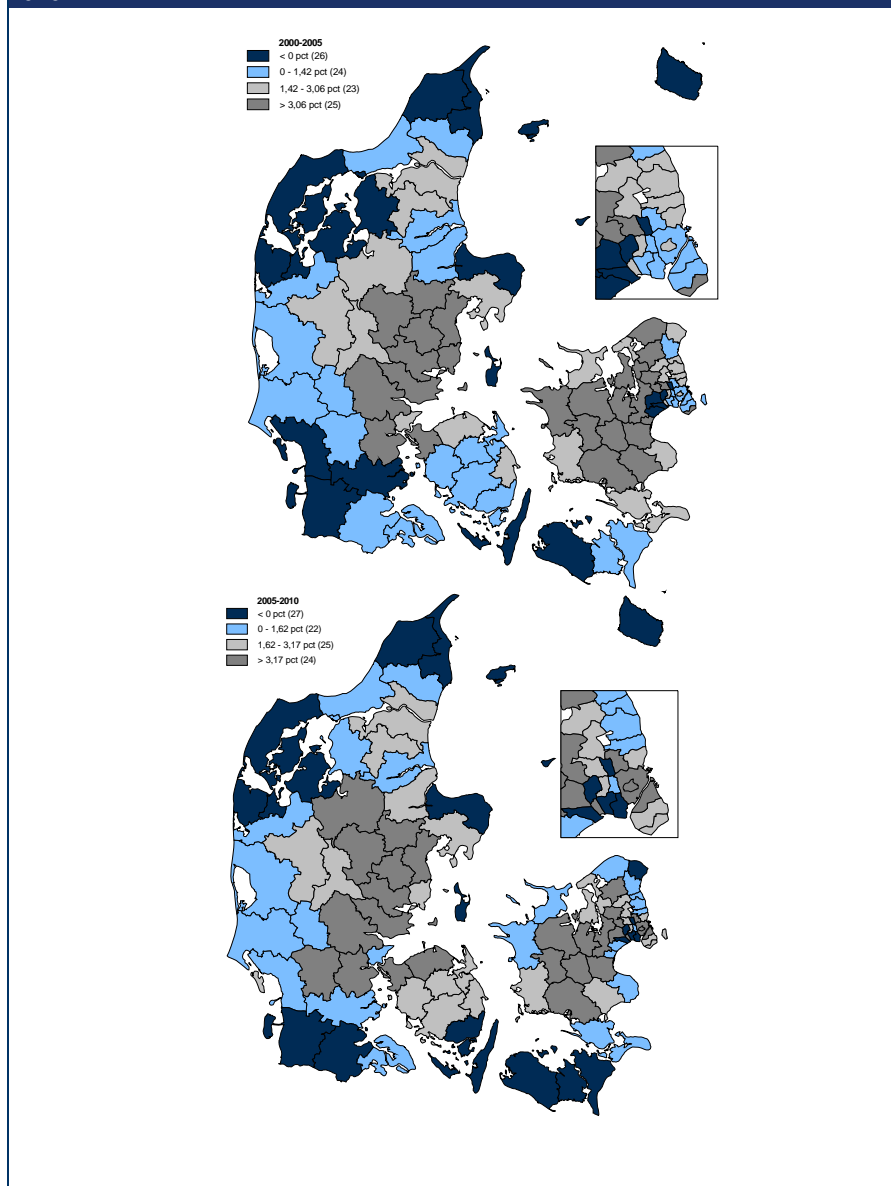 2000-2005
< 0 pct (26)
0 - 1,42 pct (24)
1,42 - 3,06 pct (23)
> 3,06 pct (25)
2005-2010
< 0 pct (27)
0 - 1,62 pct (22)
1,62 - 3,17 pct (25)
> 3,17 pct (24)